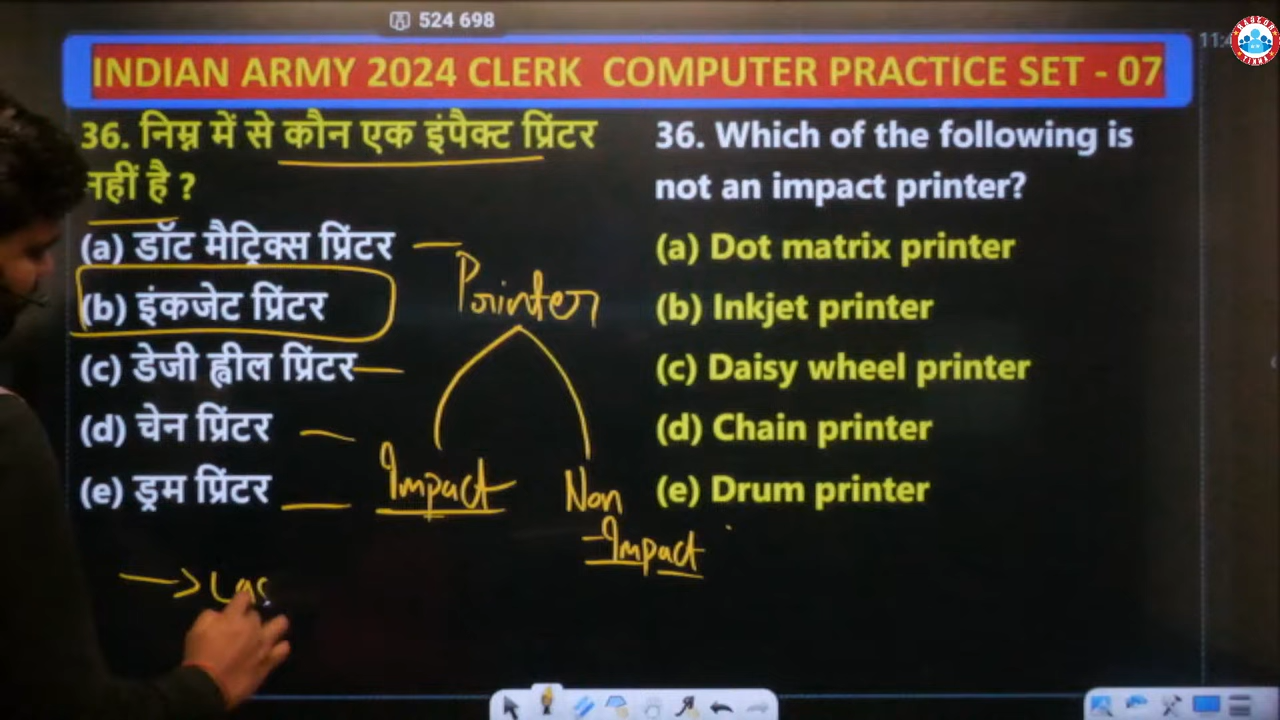 524 698
11:4
INDIAN ARMY 2024 CLERK COMPUTER PRACTICE SET - 07
36. निम्न में से कौन एक इंपैक्ट प्रिंटर
नहीं है ?
(a) डॉट मैट्रिक्स प्रिंटर
(b) इंकजेट प्रिंटर
(c) डेजी ह्वील प्रिंटर
(d) चेन प्रिंटर
(e) ड्रम प्रिंटर
Printer
Impact
Non
-Impact
Las
36. Which of the following is
not an impact printer?
(a) Dot matrix printer
(b) Inkjet printer
(c) Daisy wheel printer
(d) Chain printer
(e) Drum printer